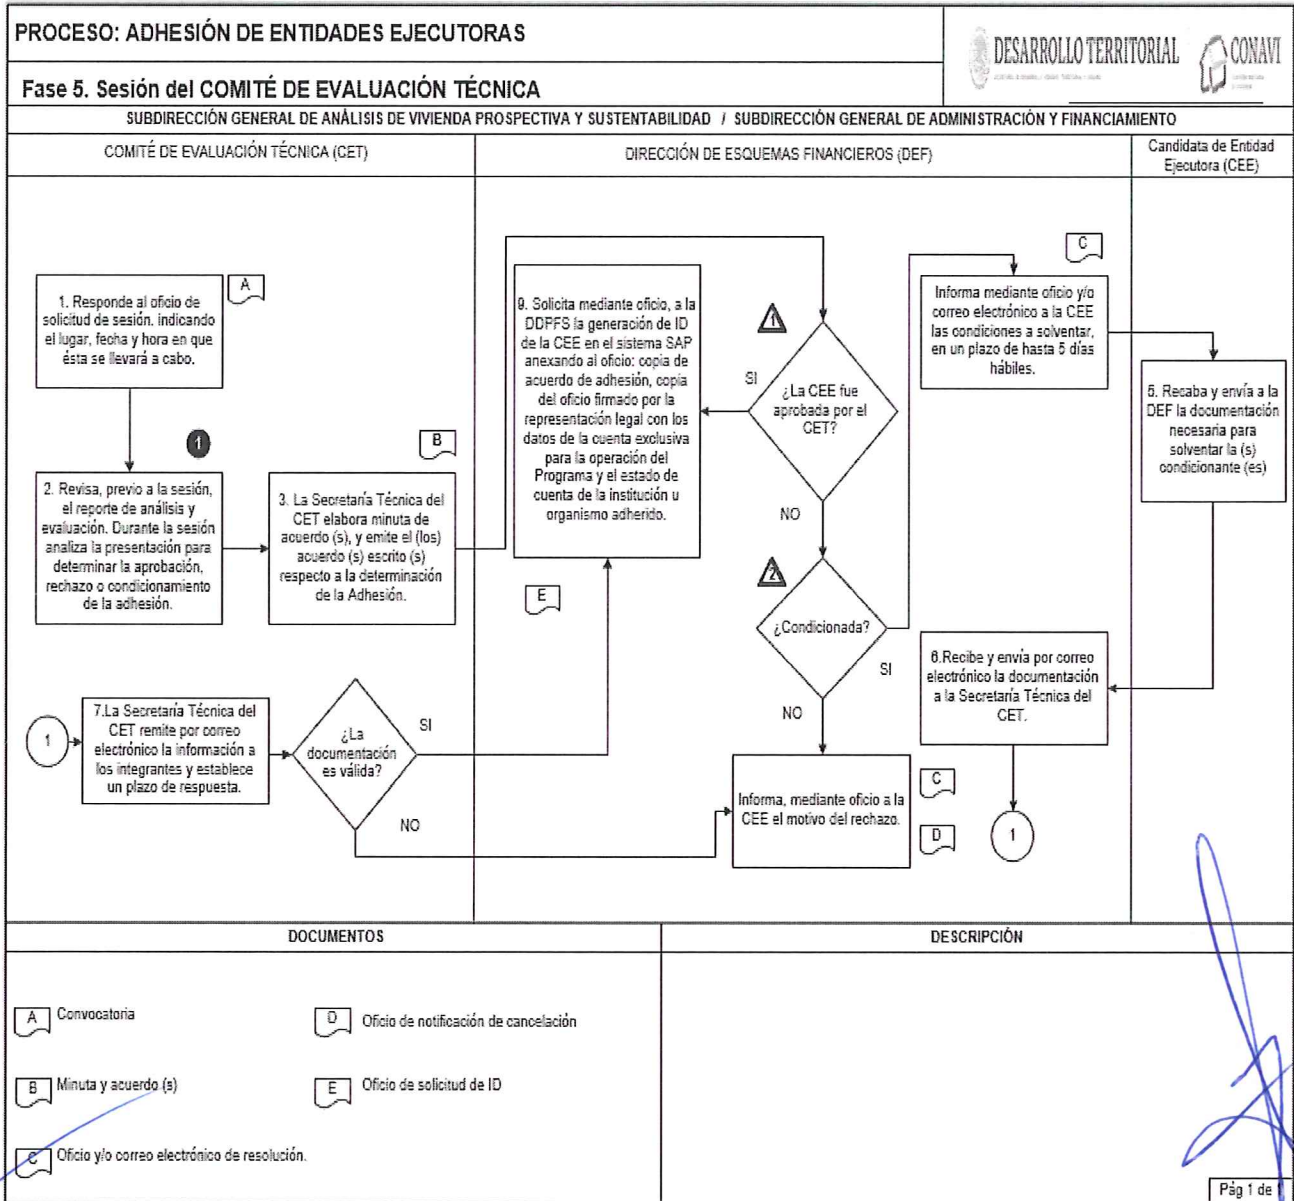 PROCESO: ADHESIÓN DE ENTIDADES EJECUTORAS
DESARROLLO TERRITORIAL
CONAVI
Fase 5. Sesión del COMITÉ DE EVALUACIÓN TÉCNICA
SUBDIRECCIÓN GENERAL DE ANÁLISIS DE VIVIENDA PROSPECTIVA Y SUSTENTABILIDAD / SUBDIRECCIÓN GENERAL DE ADMINISTRACIÓN Y FINANCIAMIENTO
COMITÉ DE EVALUACIÓN TÉCNICA (CET)
DIRECCIÓN DE ESQUEMAS FINANCIEROS (DEF)
Candidata de Entidad
Ejecutora (CEE)
A
1. Responde al oficio de
solicitud de sesión. indicando
el lugar, fecha y hora en que
ésta se llevará a cabo.
1
2. Revisa, previo a la sesión,
el reporte de análisis y
evaluación. Durante la sesión
analiza la presentación para
determinar la aprobación,
rechazo o condicionamiento
de la adhesión.
B
3. La Secretaría Técnica del
CET elabora minuta de
acuerdo (s), y emite el (los)
acuerdo (s) escrito (s)
respecto a la determinación
de la Adhesión.
9. Solicita mediante oficio, a la
DDPFS la generación de ID
de la CEE en el sistema SAP
anexando al oficio: copia de
acuerdo de adhesión, copia
del oficio firmado por la
representación legal con los
datos de la cuenta exclusiva
para la operación del
Programa y el estado de
cuenta de la institución u
organismo adherido.
E
1
SI
¿La CEE fue
aprobada por el
CET?
NO
2
¿Condicionada?
SI
NO
C
Informa mediante oficio y/o
correo electrónico a la CEE
las condiciones a solventar,
en un plazo de hasta 5 días
hábiles.
5. Recaba y envía a la
DEF la documentación
necesaria para
solventar la (s)
condicionante (es)
6.Recibe y envía por correo
electrónico la documentación
a la Secretaría Técnica del
CET.
1
1
7.La Secretaría Técnica del
CET remite por correo
electrónico la información a
los integrantes y establece
un plazo de respuesta.
¿La
documentación
es válida?
SI
NO
Informa, mediante oficio a la
CEE el motivo del rechazo.
C
D
DOCUMENTOS
DESCRIPCIÓN
A Convocatoria
D Oficio de notificación de cancelación
B Minuta y acuerdo (s)
E Oficio de solicitud de ID
C Oficio y/o correo electrónico de resolución.
Pág 1 de 1